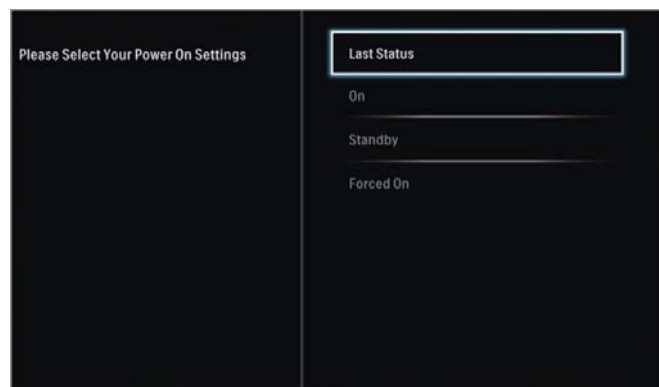 Please Select Your Power On Settings
Last Status
On
Standby
Forced On